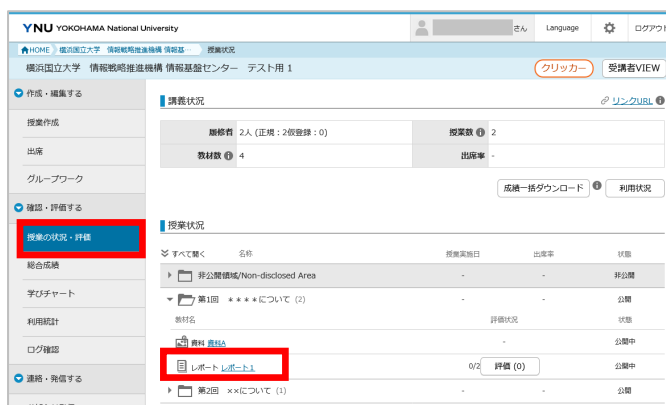 YNU YOKOHAMA National University
さん Language ログアウト
HOME 横浜国立大学 情報戦略推進機構 情報基… 授業状況
横浜国立大学 情報戦略推進機構 情報基盤センター テスト用 1 クリッカー 受講者VIEW
作成・編集する
授業作成
出席
グループワーク
確認・評価する
授業の状況・評価
総合成績
学びチャート
利用統計
ログ確認
連絡・発信する
講義状況 リンクURL
履修者 2人 (正規:2仮登録:0) 授業数 2
教材数 4 出席率 -
成績一括ダウンロード 利用状況
授業状況
すべて開く 名称 授業実施日 出席率 状態
非公開領域/Non-disclosed Area - - 非公開
第1回 ****について (2) - - 公開
教材名 評価状況 状態
資料 資料A - 公開中
レポート レポート1 0/2 評価 (0) 公開中
第2回 ××について (1) - - 公開